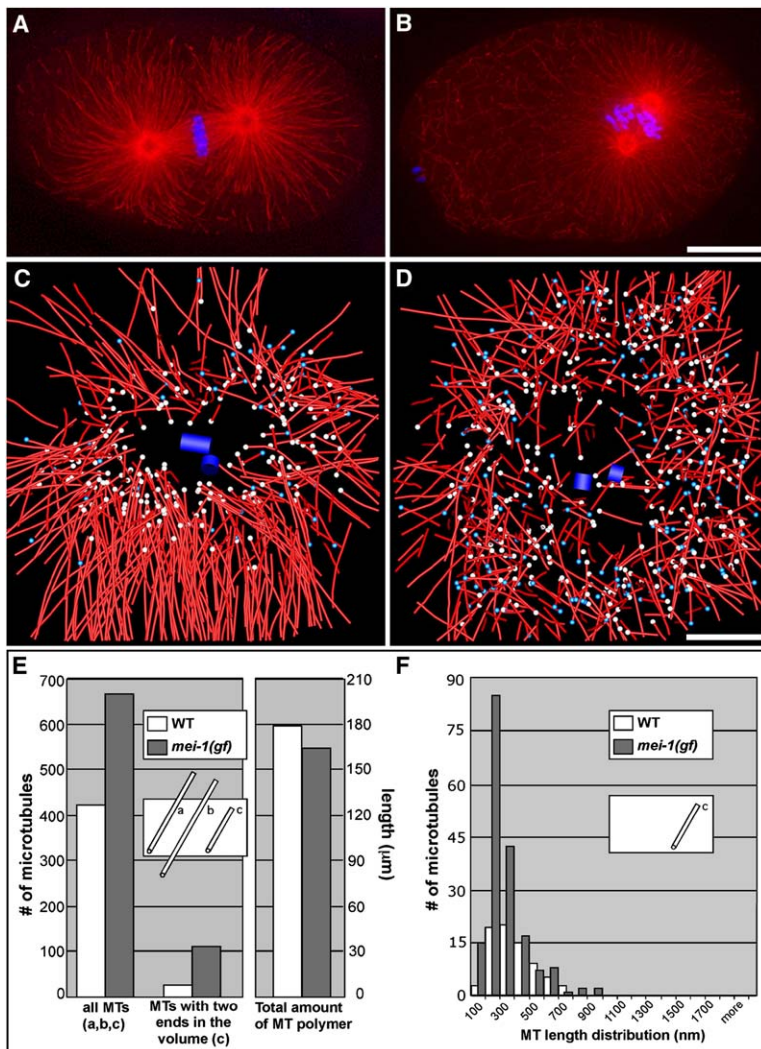 A
B
C
D
E
700
600
500
400
300
200
100
0
# of microtubules
WT
mei-1(gf)
a
b
c
all MTs
(a,b,c)
MTs with two
ends in the
volume (c)
210
180
150
120
90
60
30
0
length (µm)
Total amount
of MT polymer
F
90
75
60
45
30
15
0
# of microtubules
WT
mei-1(gf)
c
100
300
500
700
900
1100
1300
1500
1700
more
MT length distribution (nm)